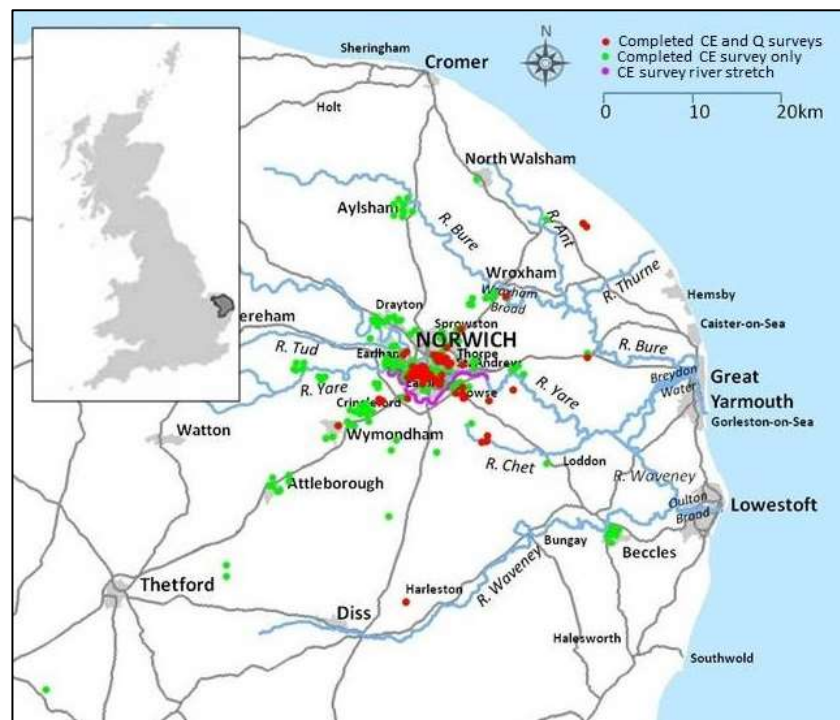 N
Completed CE and Q surveys
Completed CE survey only
CE survey river stretch
0 10 20km
Sheringham
Cromer
Holt
North Walsham
Aylsham
R. Bure
R. Ant
Wroxham
Wroxham
Broad
R. Thurne
Hemsby
Drayton
Sprowston
Caister-on-Sea
ereham
NORWICH
R. Tud
Earlham
Thorpe
St. Andrews
R. Bure
R. Yare
Cringleford
R. Yare
Breydon
Water
Great
Yarmouth
Gorleston-on-Sea
Watton
Wymondham
R. Chet
Loddon
R. Waveney
Attleborough
Oulton
Broad
Lowestoft
Bungay
Beccles
Thetford
Harleston
R. Waveney
Diss
Halesworth
Southwold